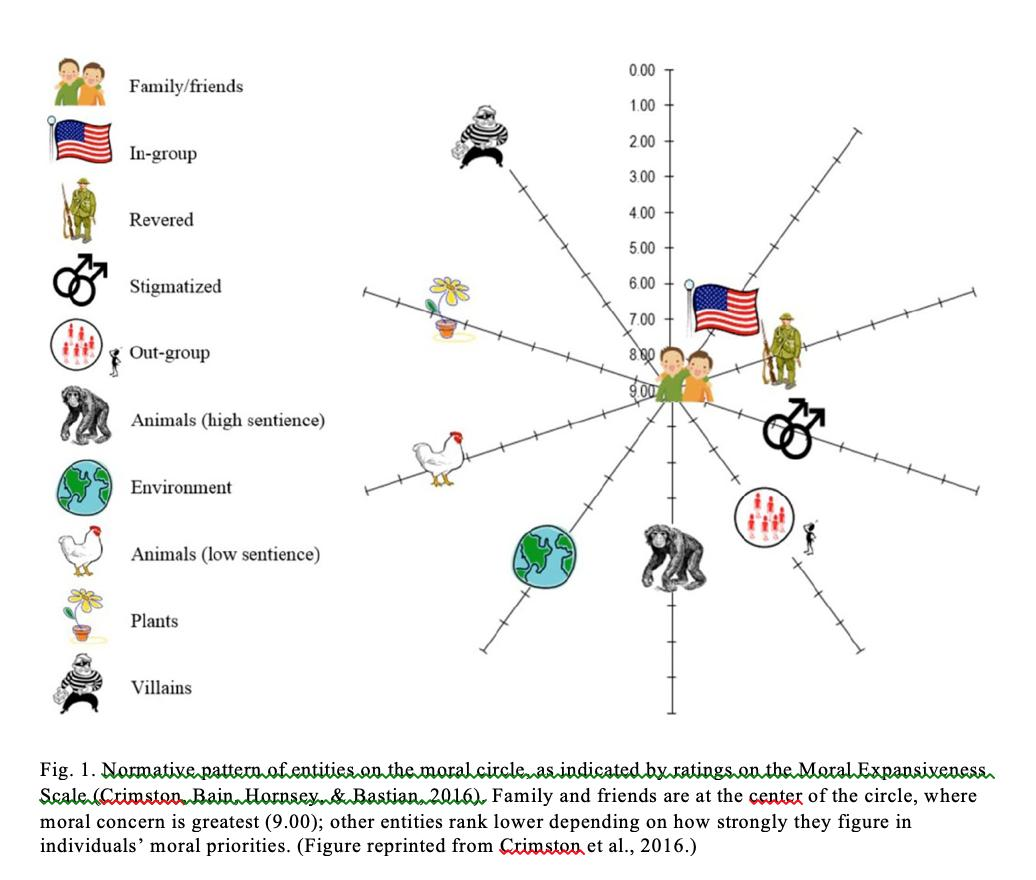 Family/friends
In-group
Revered
Stigmatized
Out-group
Animals (high sentience)
Environment
Animals (low sentience)
Plants
Villains
0.00
1.00
2.00
3.00
4.00
5.00
6.00
7.00
8.00
9.00
Fig. 1. Normative pattern of entities on the moral circle, as indicated by ratings on the Moral Expansiveness
Scale (Crimston, Bain, Hornsey, & Bastian, 2016). Family and friends are at the center of the circle, where
moral concern is greatest (9.00); other entities rank lower depending on how strongly they figure in
individuals’ moral priorities. (Figure reprinted from Crimston et al., 2016.)